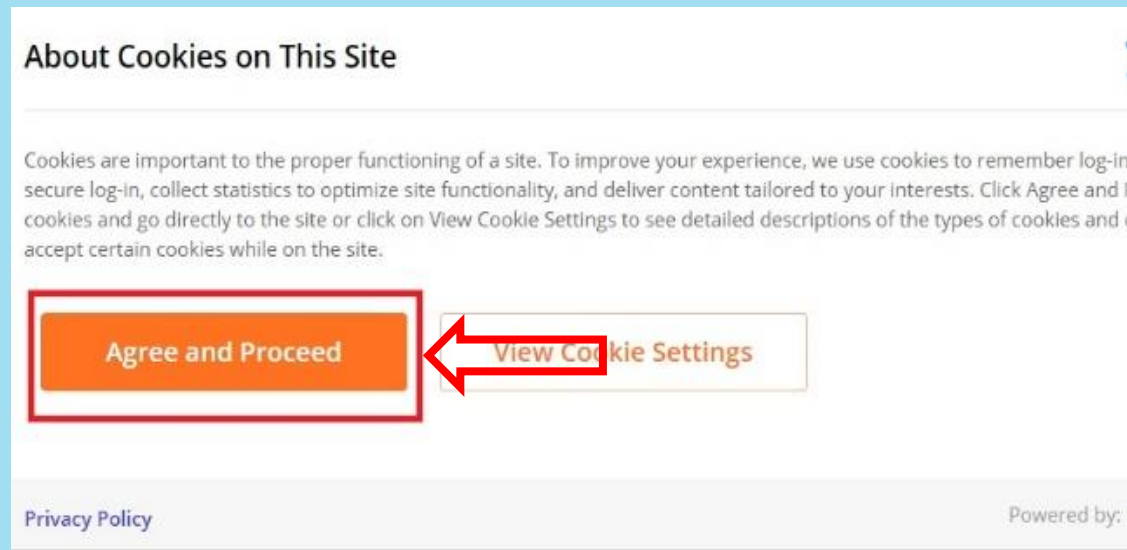 About Cookies on This Site
Cookies are important to the proper functioning of a site. To improve your experience, we use cookies to remember log-in
secure log-in, collect statistics to optimize site functionality, and deliver content tailored to your interests. Click Agree and
cookies and go directly to the site or click on View Cookie Settings to see detailed descriptions of the types of cookies and
accept certain cookies while on the site.
Agree and Proceed
View Cookie Settings
Privacy Policy
Powered by: